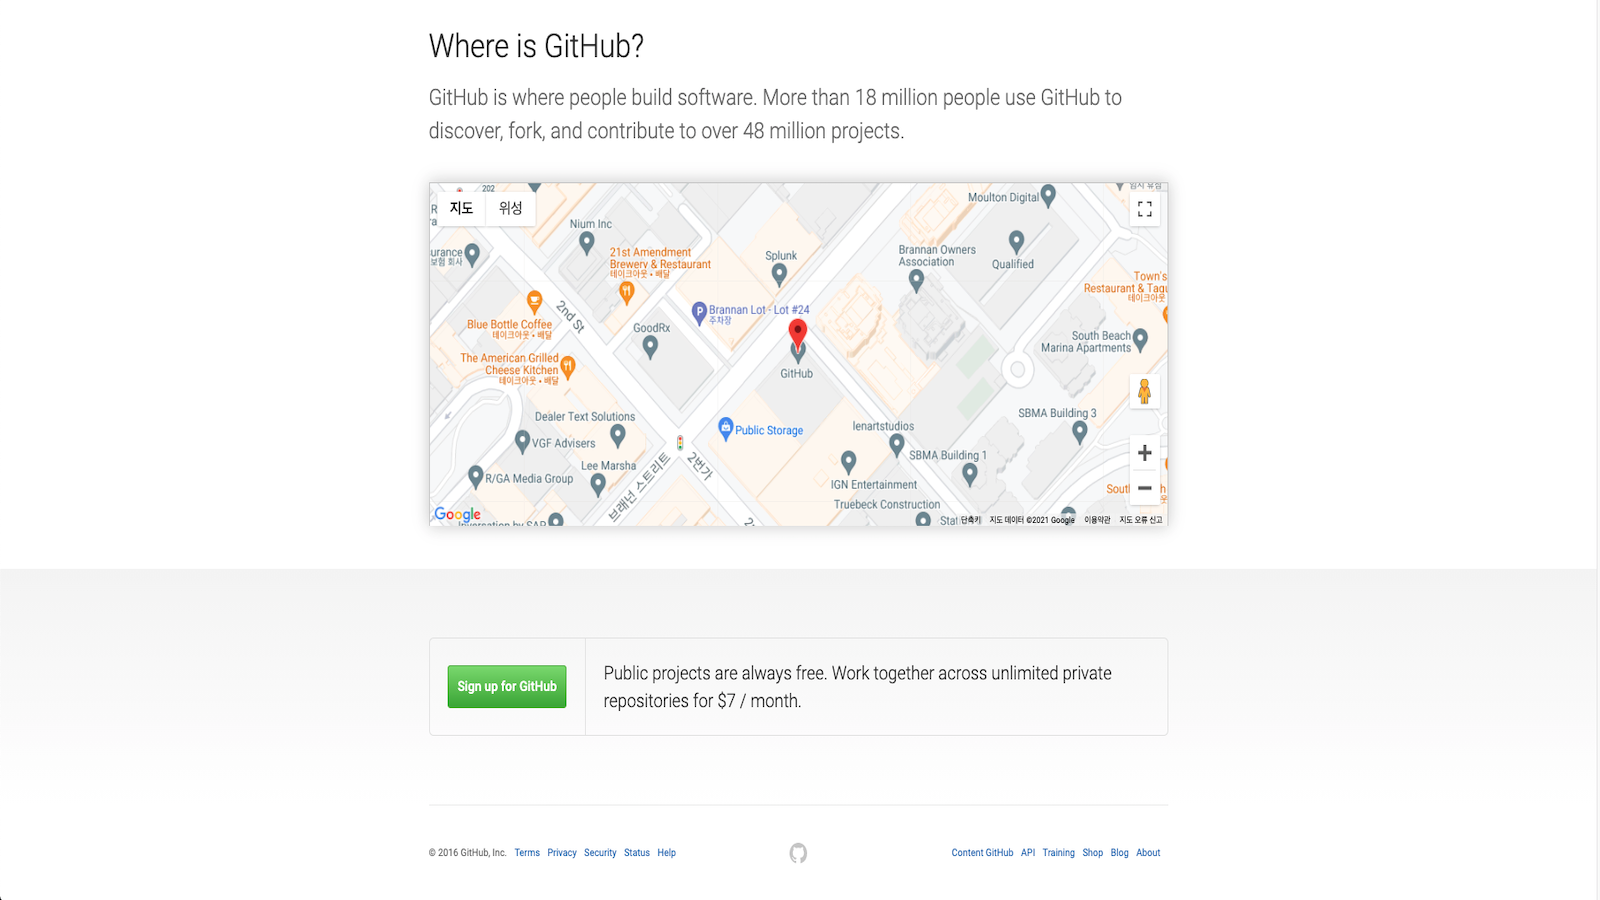 Where is GitHub?
GitHub is where people build software. More than 18 million people use GitHub to
discover, fork, and contribute to over 48 million projects.
202
지도
위성
Moulton Digital
임시 휴업
Nium Inc
21st Amendment
Brewery & Restaurant
테이크아웃 • 배달
Splunk
Brannan Owners
Association
Qualified
urance
보험 회사
Town's
Restaurant & Taqu
테이크아웃
Blue Bottle Coffee
테이크아웃 • 배달
2nd St
Brannan Lot - Lot #24
주차장
GoodRx
South Beach
Marina Apartments
The American Grilled
Cheese Kitchen
테이크아웃 • 배달
GitHub
Dealer Text Solutions
VGF Advisers
Public Storage
lenartstudios
SBMA Building 3
Lee Marsha
R/GA Media Group
브래넌 스트리트
2번가
SBMA Building 1
IGN Entertainment
Truebeck Construction
Google
단축키
지도 데이터 ©2021 Google
이용약관
지도 오류 신고
Sign up for GitHub
Public projects are always free. Work together across unlimited private
repositories for $7 / month.
© 2016 GitHub, Inc. Terms Privacy Security Status Help
Content GitHub API Training Shop Blog About